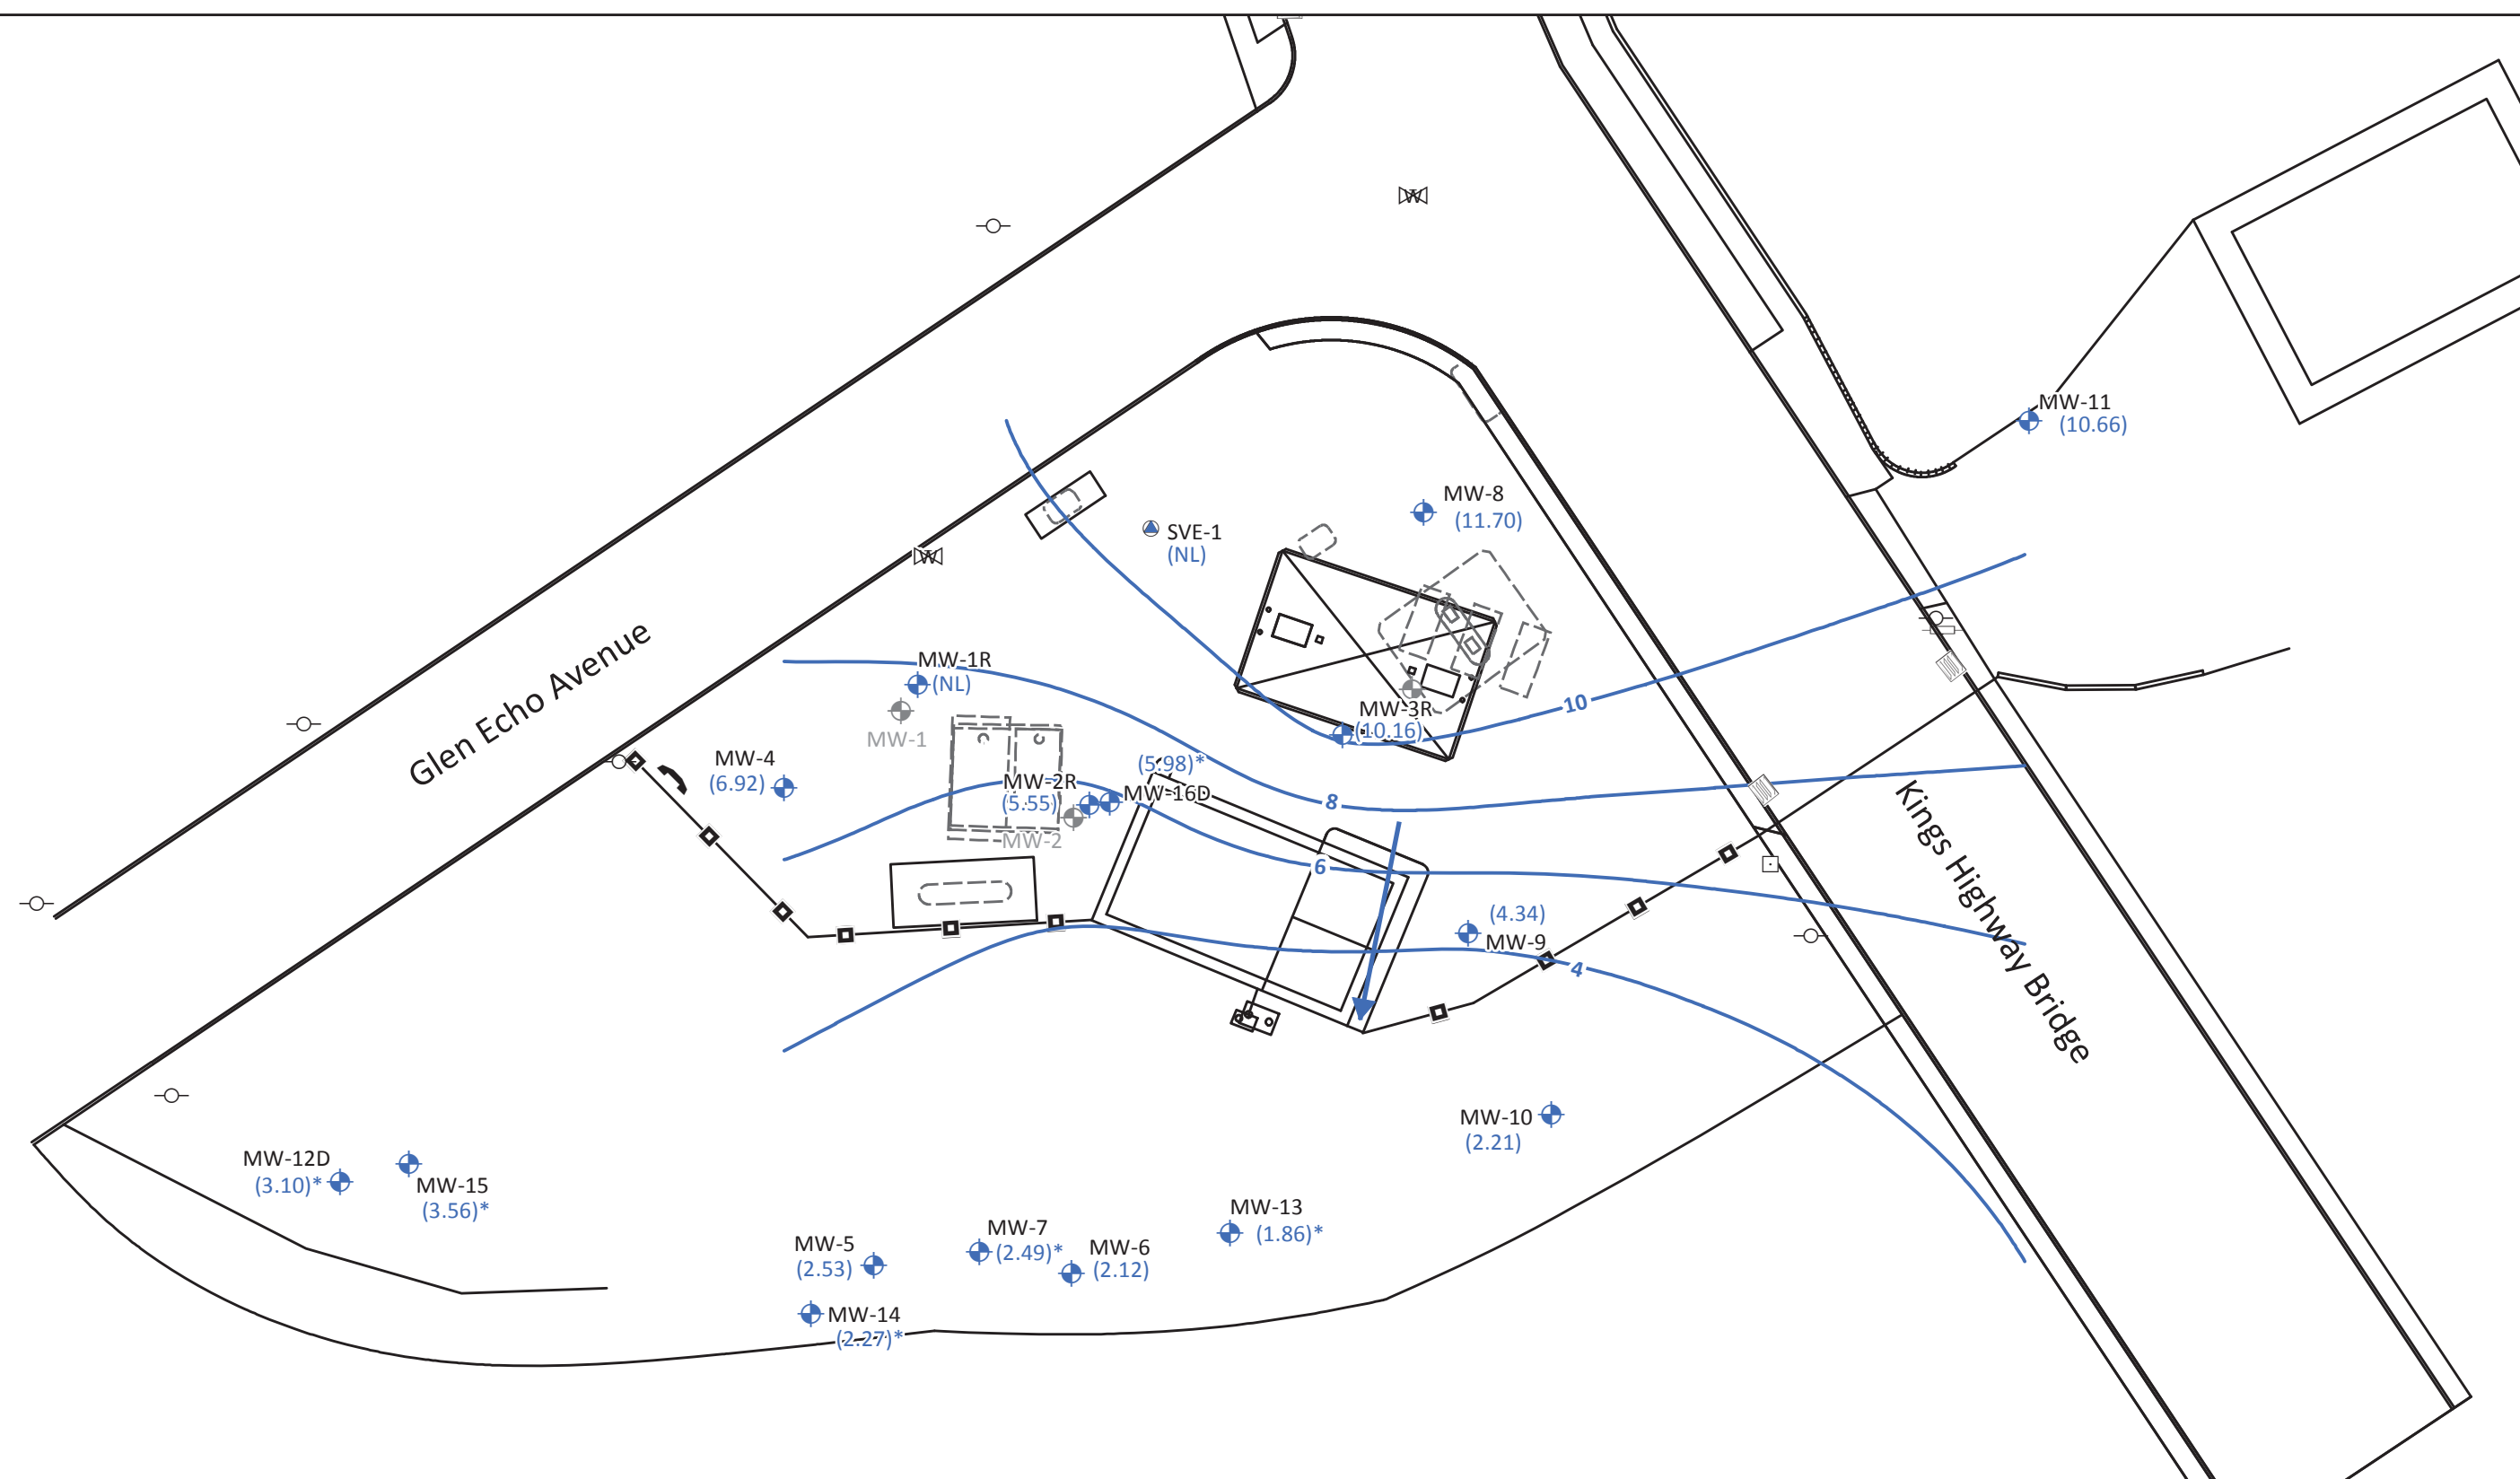 W
MW-11
(10.66)
MW-8
(11.70)
SVE-1
(NL)
W
Glen Echo Avenue
MW-1R
(NL)
MW-1
10
MW-3R
(10.16)
MW-4
(6.92)
(5.98)*
MW-2R
(5.55)
MW-16D
MW-2
8
6
Kings Highway Bridge
(4.34)
MW-9
4
MW-10
(2.21)
MW-12D
(3.10)*
MW-15
(3.56)*
MW-13
(1.86)*
MW-7
(2.49)*
MW-5
(2.53)
MW-6
(2.12)
MW-14
(2.27)*